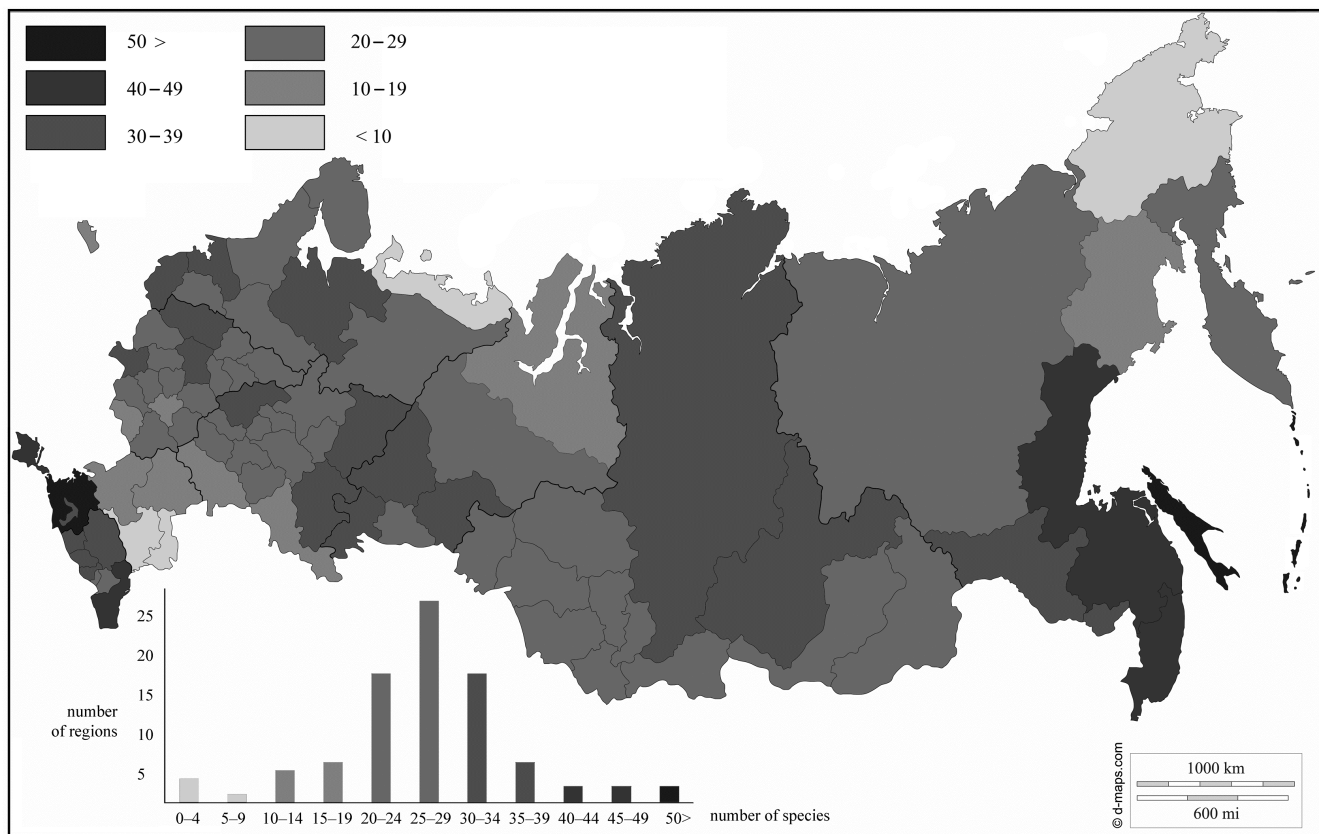 50 >
20–29
40–49
10–19
30–39
< 10
25
20
15
10
5
number
of regions
0–4 5–9 10–14 15–19 20–24 25–29 30–34 35–39 40–44 45–49 50>
number of species
© d-maps.com
1000 km
600 mi